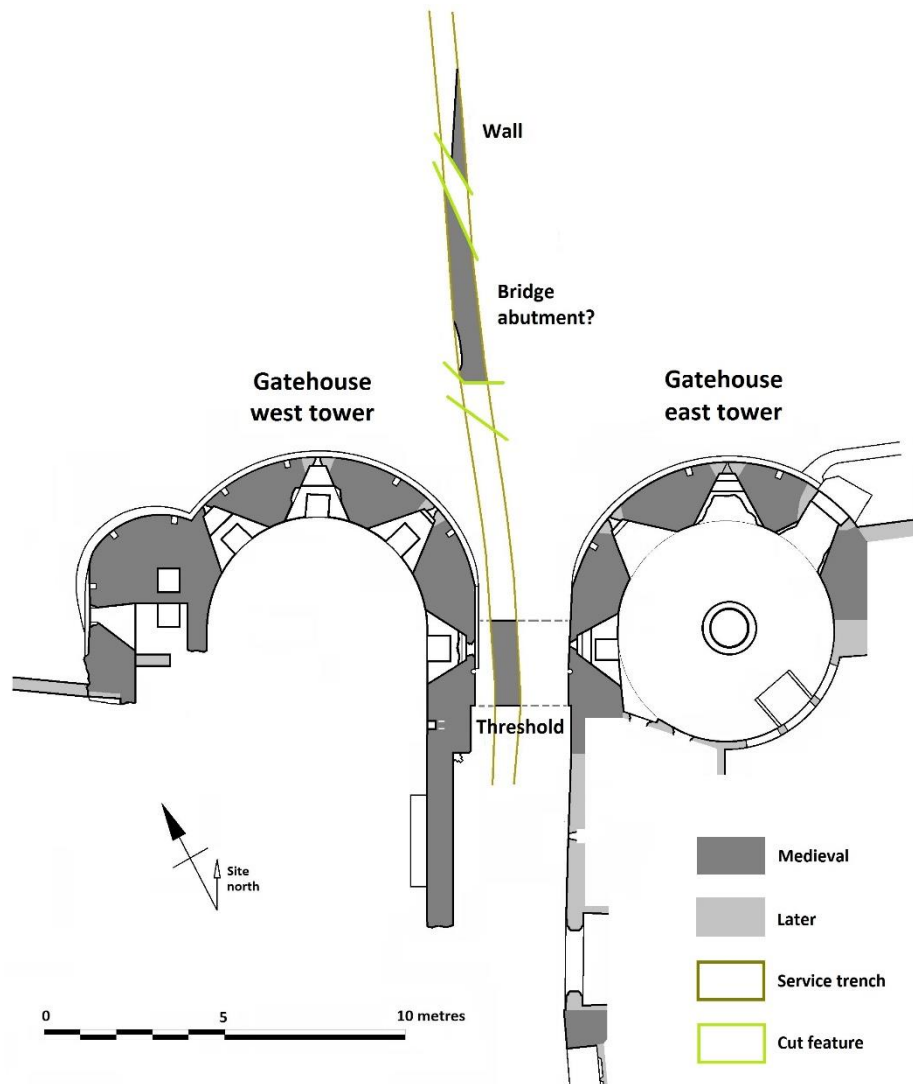 Wall
Bridge
abutment?
Gatehouse
west tower
Gatehouse
east tower
Threshold
Site
north
Medieval
Later
Service trench
Cut feature
0
5
10 metres